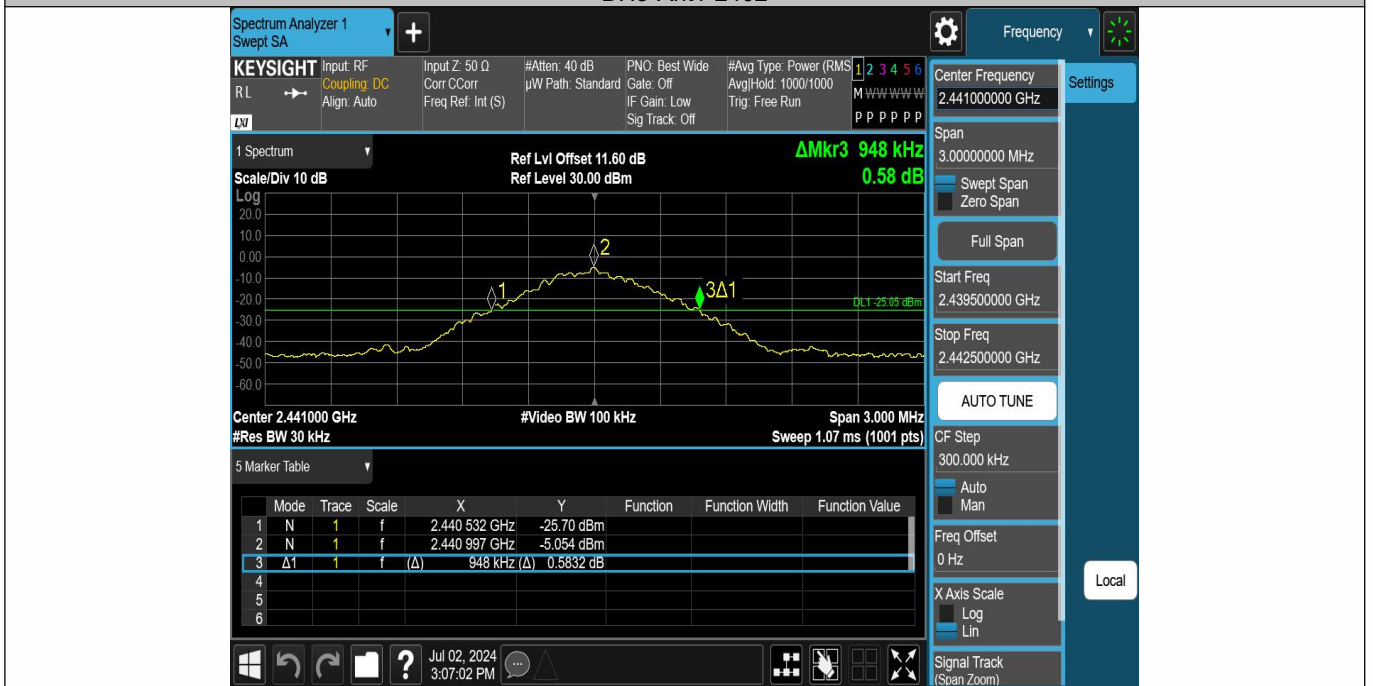 Spectrum Analyzer 1
Swept SA
Frequency
KEYSIGHT
RL
LXI
Input: RF
Coupling: DC
Align: Auto
Input Z: 50 Ω
Corr CCorr
Freq Ref: Int (S)
#Atten: 40 dB
µW Path: Standard
PNO: Best Wide
Gate: Off
IF Gain: Low
Sig Track: Off
#Avg Type: Power (RMS
Avg|Hold: 1000/1000
Trig: Free Run
1 2 3 4 5 6
M W W W W W
P P P P P P
1 Spectrum
Scale/Div 10 dB
Ref Lvl Offset 11.60 dB
Ref Level 30.00 dBm
ΔMkr3 948 kHz
0.58 dB
Log
20.0
10.0
0.00
-10.0
-20.0
-30.0
-40.0
-50.0
-60.0
1
2
3Δ1
DL1 -25.05 dBm
Center 2.441000 GHz
#Video BW 100 kHz
Span 3.000 MHz
#Res BW 30 kHz
Sweep 1.07 ms (1001 pts)
5 Marker Table
Mode Trace Scale X Y Function Function Width Function Value
1 N 1 f 2.440 532 GHz -25.70 dBm
2 N 1 f 2.440 997 GHz -5.054 dBm
3 Δ1 1 f (Δ) 948 kHz (Δ) 0.5832 dB
4
5
6
Jul 02, 2024
3:07:02 PM
Center Frequency
2.441000000 GHz
Settings
Span
3.00000000 MHz
Swept Span
Zero Span
Full Span
Start Freq
2.439500000 GHz
Stop Freq
2.442500000 GHz
AUTO TUNE
CF Step
300.000 kHz
Auto
Man
Freq Offset
0 Hz
Local
X Axis Scale
Log
Lin
Signal Track
(Span Zoom)